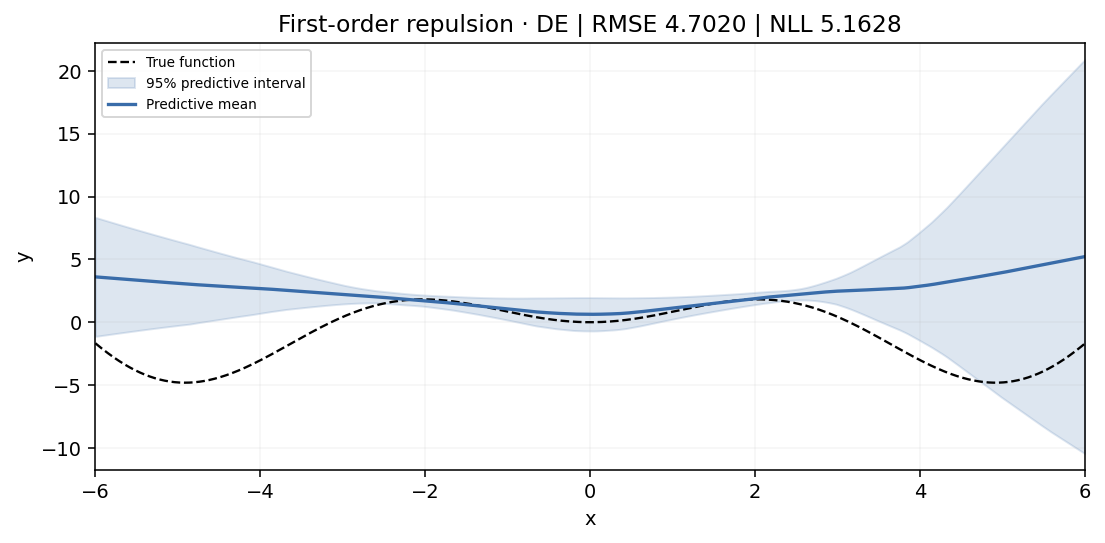 First-order repulsion · DE | RMSE 4.7020 | NLL 5.1628
True function
95% predictive interval
Predictive mean
y
20
15
10
5
0
−5
−10
−6
−4
−2
0
2
4
6
x